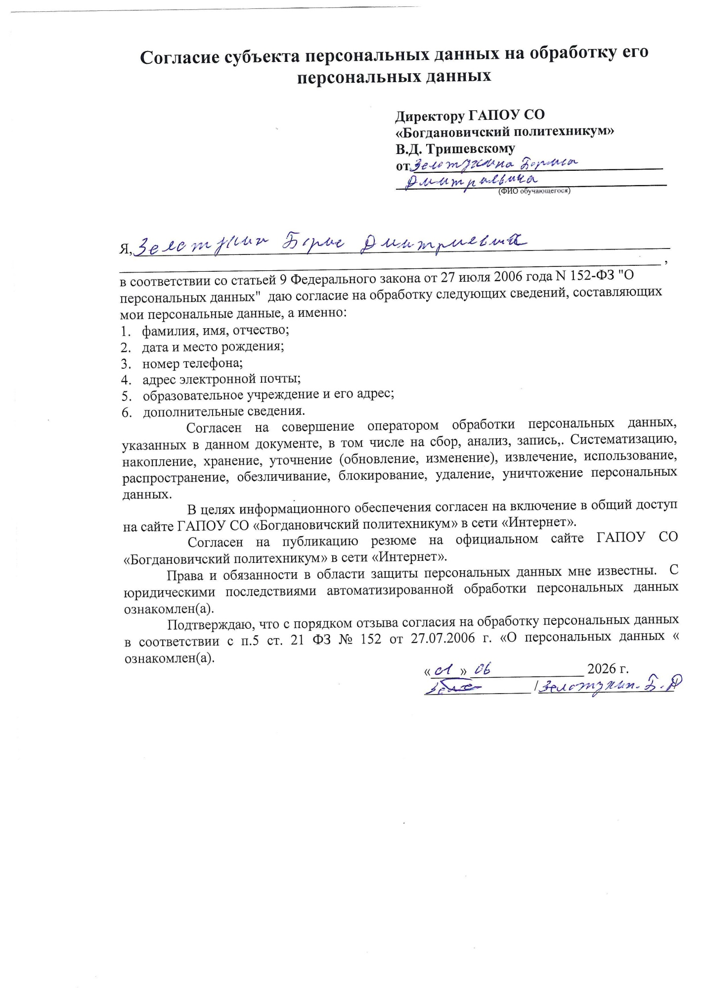 Согласие субъекта персональных данных на обработку его
персональных данных
Директору ГАПОУ СО
«Богдановичский политехникум»
В.Д. Тришевскому
от Золотухина Бориса
Дмитриевича
(ФИО обучающегося)
Я, Золотухин Борис Дмитриевич
,
в соответствии со статьей 9 Федерального закона от 27 июля 2006 года N 152-ФЗ "О
персональных данных" даю согласие на обработку следующих сведений, составляющих
мои персональные данные, а именно:
1. фамилия, имя, отчество;
2. дата и место рождения;
3. номер телефона;
4. адрес электронной почты;
5. образовательное учреждение и его адрес;
6. дополнительные сведения.
Согласен на совершение оператором обработки персональных данных,
указанных в данном документе, в том числе на сбор, анализ, запись,. Систематизацию,
накопление, хранение, уточнение (обновление, изменение), извлечение, использование,
распространение, обезличивание, блокирование, удаление, уничтожение персональных
данных.
В целях информационного обеспечения согласен на включение в общий доступ
на сайте ГАПОУ СО «Богдановичский политехникум» в сети «Интернет».
Согласен на публикацию резюме на официальном сайте ГАПОУ СО
«Богдановичский политехникум» в сети «Интернет».
Права и обязанности в области защиты персональных данных мне известны. С
юридическими последствиями автоматизированной обработки персональных данных
ознакомлен(а).
Подтверждаю, что с порядком отзыва согласия на обработку персональных данных
в соответствии с п.5 ст. 21 ФЗ № 152 от 27.07.2006 г. «О персональных данных «
ознакомлен(а).
« 01 » 06 2026 г.
/ Золотухин. Б. Д